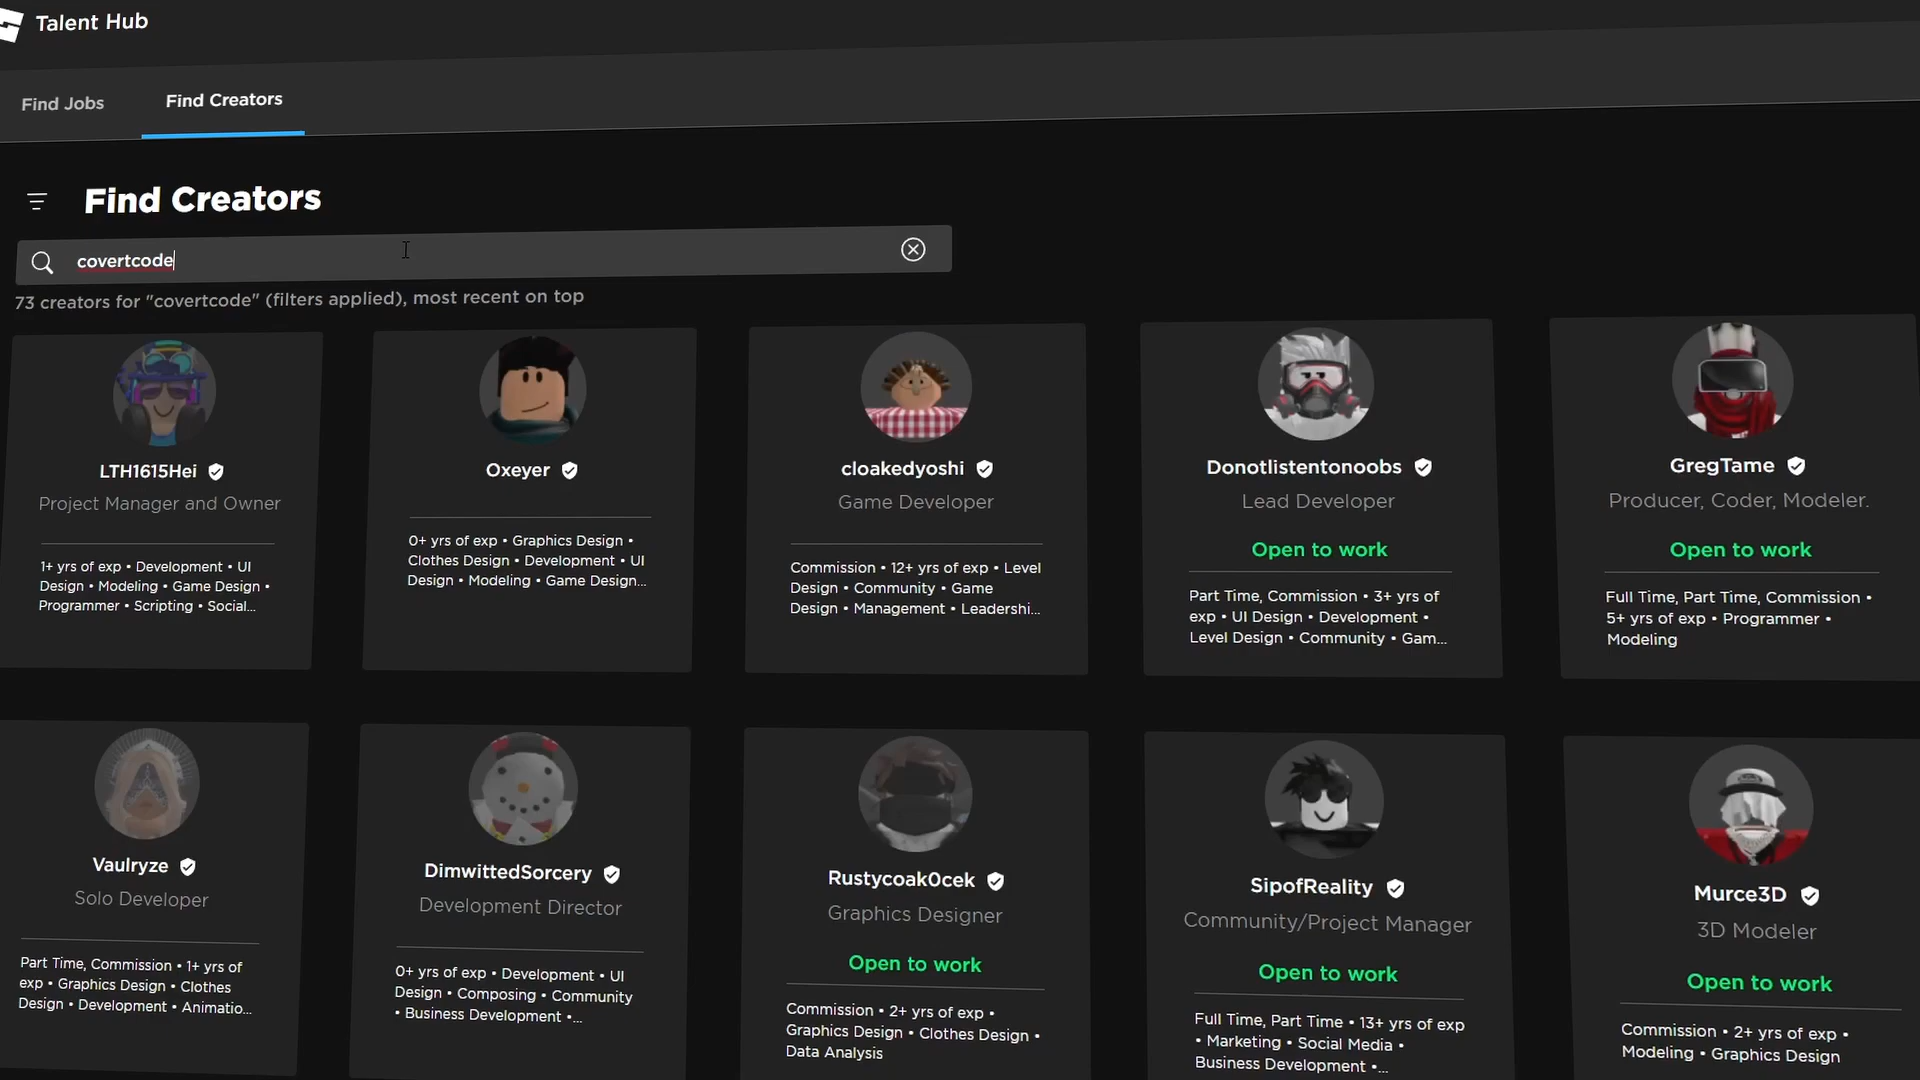 Talent Hub
Find Jobs
Find Creators
Find Creators
covertcode
73 creators for "covertcode" (filters applied), most recent on top
LTH1615Hei
Project Manager and Owner
1+ yrs of exp • Development • UI
Design • Modeling • Game Design •
Programmer • Scripting • Social...
Oxeyer
0+ yrs of exp • Graphics Design •
Clothes Design • Development • UI
Design • Modeling • Game Design...
cloakedyoshi
Game Developer
Commission • 12+ yrs of exp • Level
Design • Community • Game
Design • Management • Leadershi...
Donotlistentonoobs
Lead Developer
Open to work
Part Time, Commission • 3+ yrs of
exp • UI Design • Development •
Level Design • Community • Gam...
GregTame
Producer, Coder, Modeler.
Open to work
Full Time, Part Time, Commission •
5+ yrs of exp • Programmer •
Modeling
Vaulryze
Solo Developer
Part Time, Commission • 1+ yrs of
exp • Graphics Design • Clothes
Design • Development • Animatio...
DimwittedSorcery
Development Director
0+ yrs of exp • Development • UI
Design • Composing • Community
• Business Development •...
Rustycoak0cek
Graphics Designer
Open to work
Commission • 2+ yrs of exp •
Graphics Design • Clothes Design •
Data Analysis
SipofReality
Community/Project Manager
Open to work
Full Time, Part Time • 13+ yrs of exp
• Marketing • Social Media •
Business Development •...
Murce3D
3D Modeler
Open to work
Commission • 2+ yrs of exp •
Modeling • Graphics Design